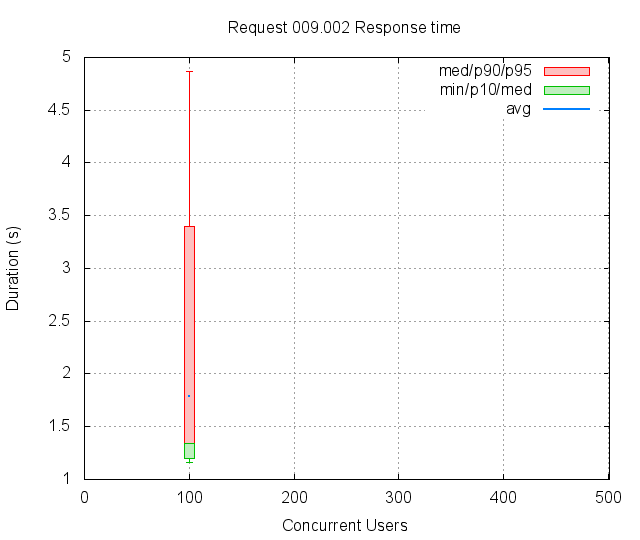 Request 009.002 Response time
5
4.5
4
3.5
3
2.5
2
1.5
1
Duration (s)
med/p90/p95
min/p10/med
avg
0 100 200 300 400 500
Concurrent Users